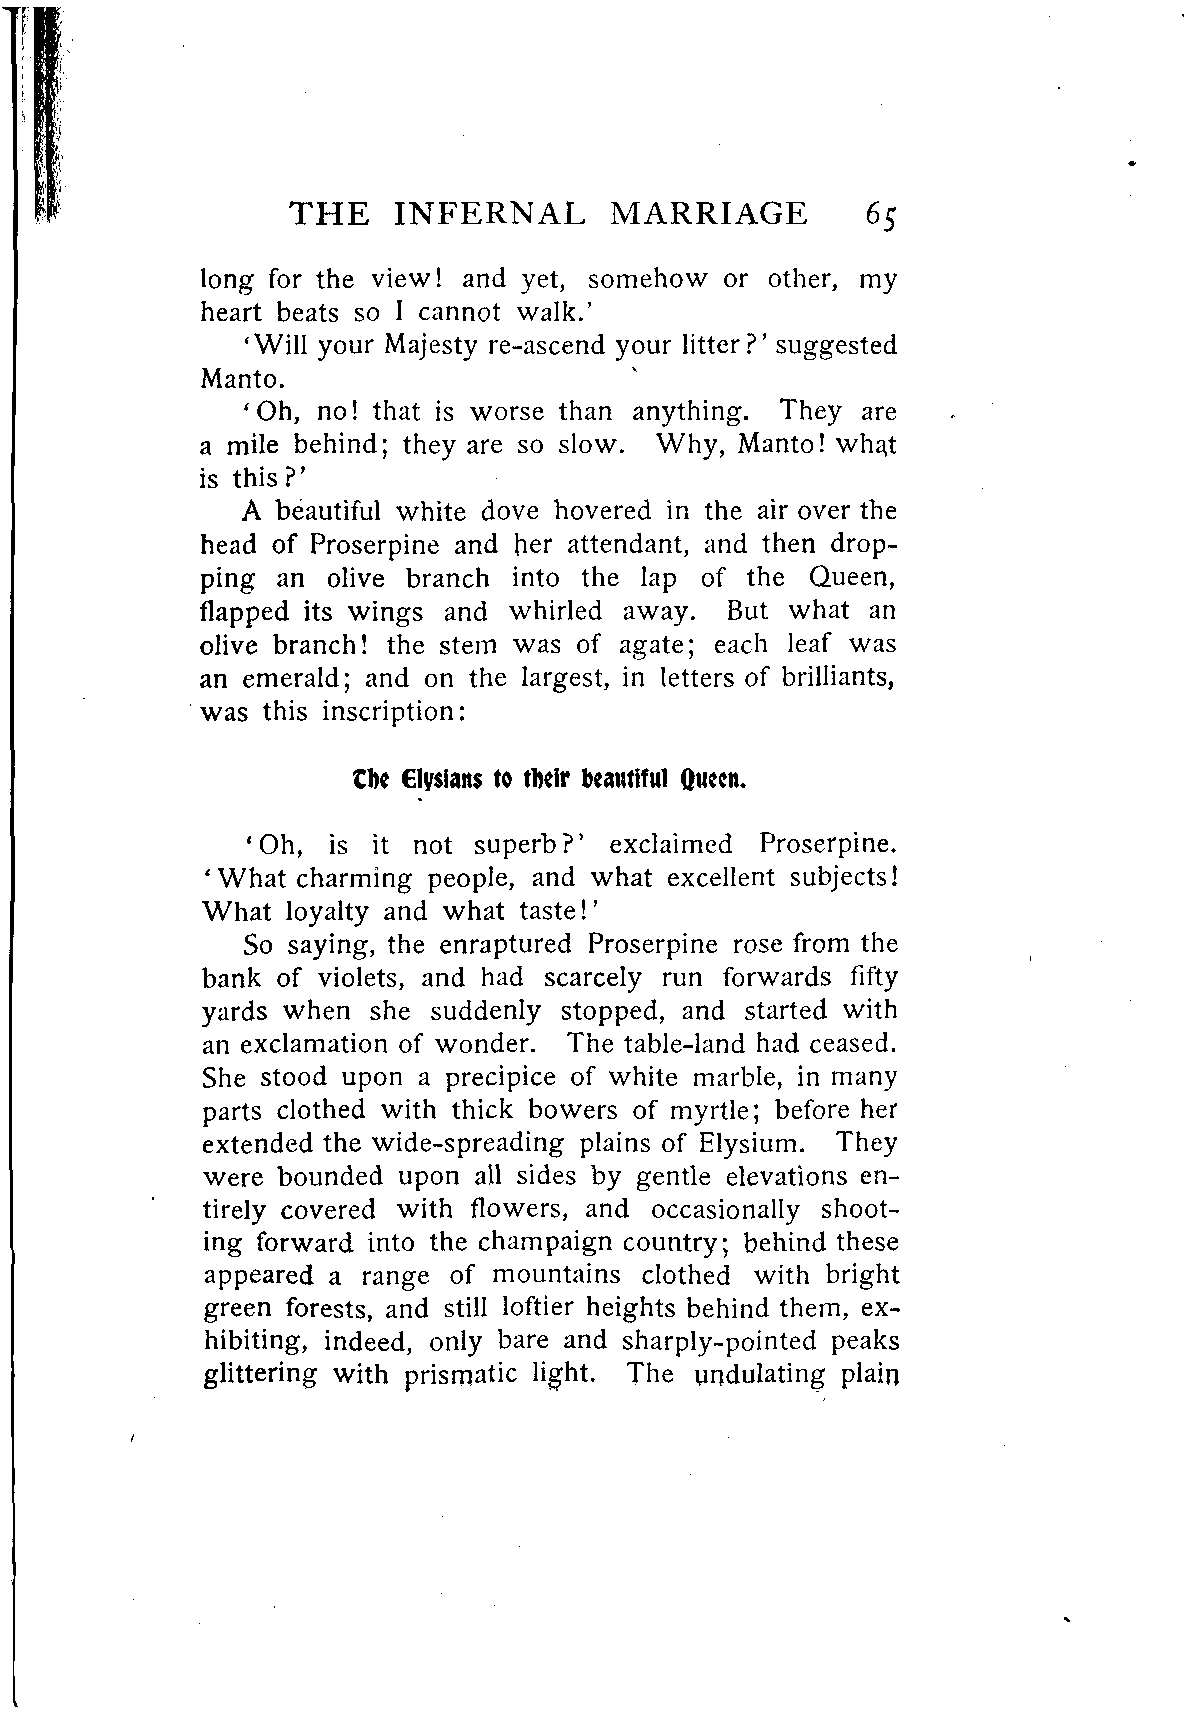 THE INFERNAL MARRIAGE 65
long for the view! and yet, somehow or other, my
heart beats so I cannot walk.'
'Will your Majesty re-ascend your litter?' suggested
Manto.
'Oh, no! that is worse than anything. They are
a mile behind; they are so slow. Why, Manto! what
is this?'
A beautiful white dove hovered in the air over the
head of Proserpine and her attendant, and then drop-
ping an olive branch into the lap of the Queen,
flapped its wings and whirled away. But what an
olive branch! the stem was of agate; each leaf was
an emerald; and on the largest, in letters of brilliants,
was this inscription:
The Elysians to their beautiful Queen.
'Oh, is it not superb?' exclaimed Proserpine.
'What charming people, and what excellent subjects!
What loyalty and what taste!'
So saying, the enraptured Proserpine rose from the
bank of violets, and had scarcely run forwards fifty
yards when she suddenly stopped, and started with
an exclamation of wonder. The table-land had ceased.
She stood upon a precipice of white marble, in many
parts clothed with thick bowers of myrtle; before her
extended the wide-spreading plains of Elysium. They
were bounded upon all sides by gentle elevations en-
tirely covered with flowers, and occasionally shoot-
ing forward into the champaign country; behind these
appeared a range of mountains clothed with bright
green forests, and still loftier heights behind them, ex-
hibiting, indeed, only bare and sharply-pointed peaks
glittering with prismatic light. The undulating plain